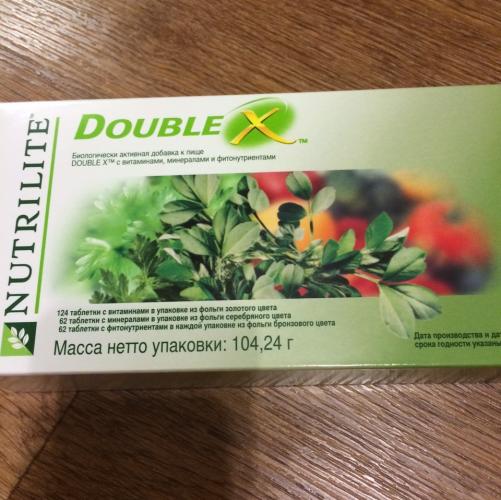 NUTRILITE®
DOUBLE X™
Биологически активная добавка к пище
DOUBLE X™ с витаминами, минералами и фитонутриентами
124 таблетки с витаминами в упаковке из фольги золотого цвета
62 таблетки с минералами в упаковке из фольги серебряного цвета
62 таблетки с фитонутриентами в каждой упаковке из фольги бронзового цвета
Масса нетто упаковки: 104,24 г
Дата производства и да
срока годности указаны